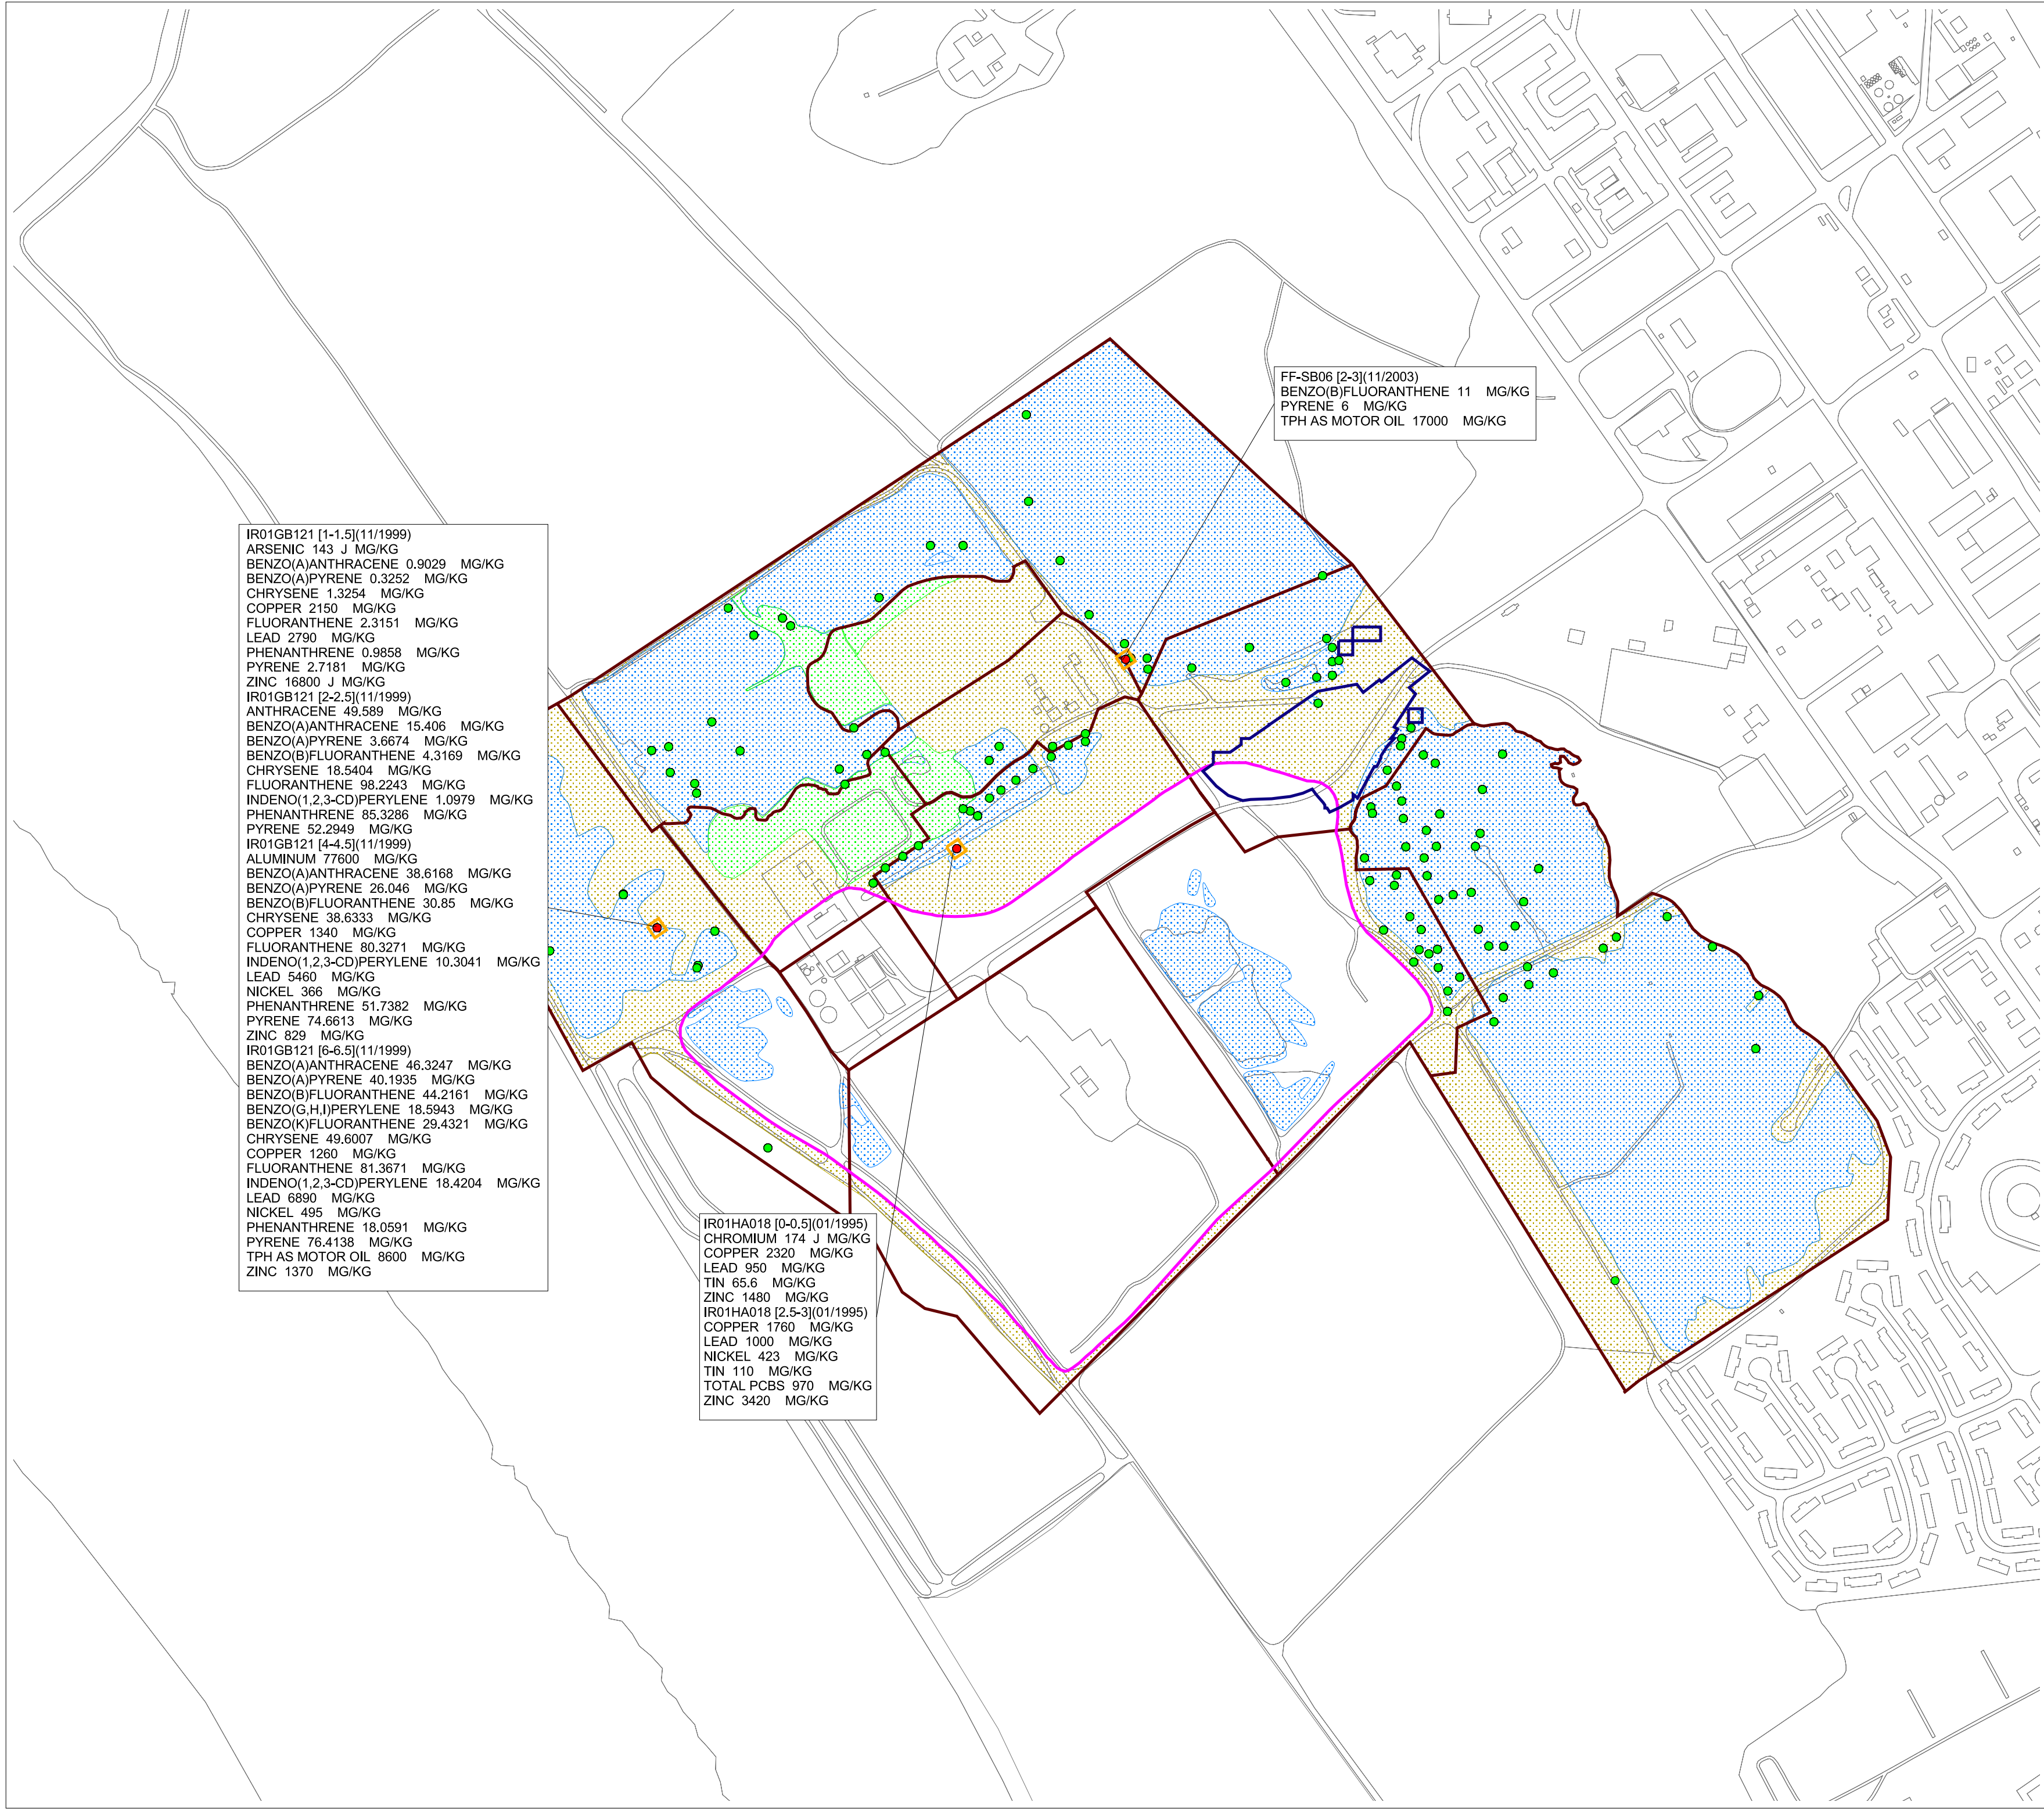 FF-SB06 [2-3](11/2003)
BENZO(B)FLUORANTHENE 11 MG/KG
PYRENE 6 MG/KG
TPH AS MOTOR OIL 17000 MG/KG
IR01GB121 [1-1.5](11/1999)
ARSENIC 143 J MG/KG
BENZO(A)ANTHRACENE 0.9029 MG/KG
BENZO(A)PYRENE 0.3252 MG/KG
CHRYSENE 1.3254 MG/KG
COPPER 2150 MG/KG
FLUORANTHENE 2.3151 MG/KG
LEAD 2790 MG/KG
PHENANTHRENE 0.9858 MG/KG
PYRENE 2.7181 MG/KG
ZINC 16800 J MG/KG
IR01GB121 [2-2.5](11/1999)
ANTHRACENE 49.589 MG/KG
BENZO(A)ANTHRACENE 15.406 MG/KG
BENZO(A)PYRENE 3.6674 MG/KG
BENZO(B)FLUORANTHENE 4.3169 MG/KG
CHRYSENE 18.5404 MG/KG
FLUORANTHENE 98.2243 MG/KG
INDENO(1,2,3-CD)PERYLENE 1.0979 MG/KG
PHENANTHRENE 85.3286 MG/KG
PYRENE 52.2949 MG/KG
IR01GB121 [4-4.5](11/1999)
ALUMINUM 77600 MG/KG
BENZO(A)ANTHRACENE 38.6168 MG/KG
BENZO(A)PYRENE 26.046 MG/KG
BENZO(B)FLUORANTHENE 30.85 MG/KG
CHRYSENE 38.6333 MG/KG
COPPER 1340 MG/KG
FLUORANTHENE 80.3271 MG/KG
INDENO(1,2,3-CD)PERYLENE 10.3041 MG/KG
LEAD 5460 MG/KG
NICKEL 366 MG/KG
PHENANTHRENE 51.7382 MG/KG
PYRENE 74.6613 MG/KG
ZINC 829 MG/KG
IR01GB121 [6-6.5](11/1999)
BENZO(A)ANTHRACENE 46.3247 MG/KG
BENZO(A)PYRENE 40.1935 MG/KG
BENZO(B)FLUORANTHENE 44.2161 MG/KG
BENZO(G,H,I)PERYLENE 18.5943 MG/KG
BENZO(K)FLUORANTHENE 29.4321 MG/KG
CHRYSENE 49.6007 MG/KG
COPPER 1260 MG/KG
FLUORANTHENE 81.3671 MG/KG
INDENO(1,2,3-CD)PERYLENE 18.4204 MG/KG
LEAD 6890 MG/KG
NICKEL 495 MG/KG
PHENANTHRENE 18.0591 MG/KG
PYRENE 76.4138 MG/KG
TPH AS MOTOR OIL 8600 MG/KG
ZINC 1370 MG/KG
IR01HA018 [0-0.5](01/1995)
CHROMIUM 174 J MG/KG
COPPER 2320 MG/KG
LEAD 950 MG/KG
TIN 65.6 MG/KG
ZINC 1480 MG/KG
IR01HA018 [2.5-3](01/1995)
COPPER 1760 MG/KG
LEAD 1000 MG/KG
NICKEL 423 MG/KG
TIN 110 MG/KG
TOTAL PCBS 970 MG/KG
ZINC 3420 MG/KG